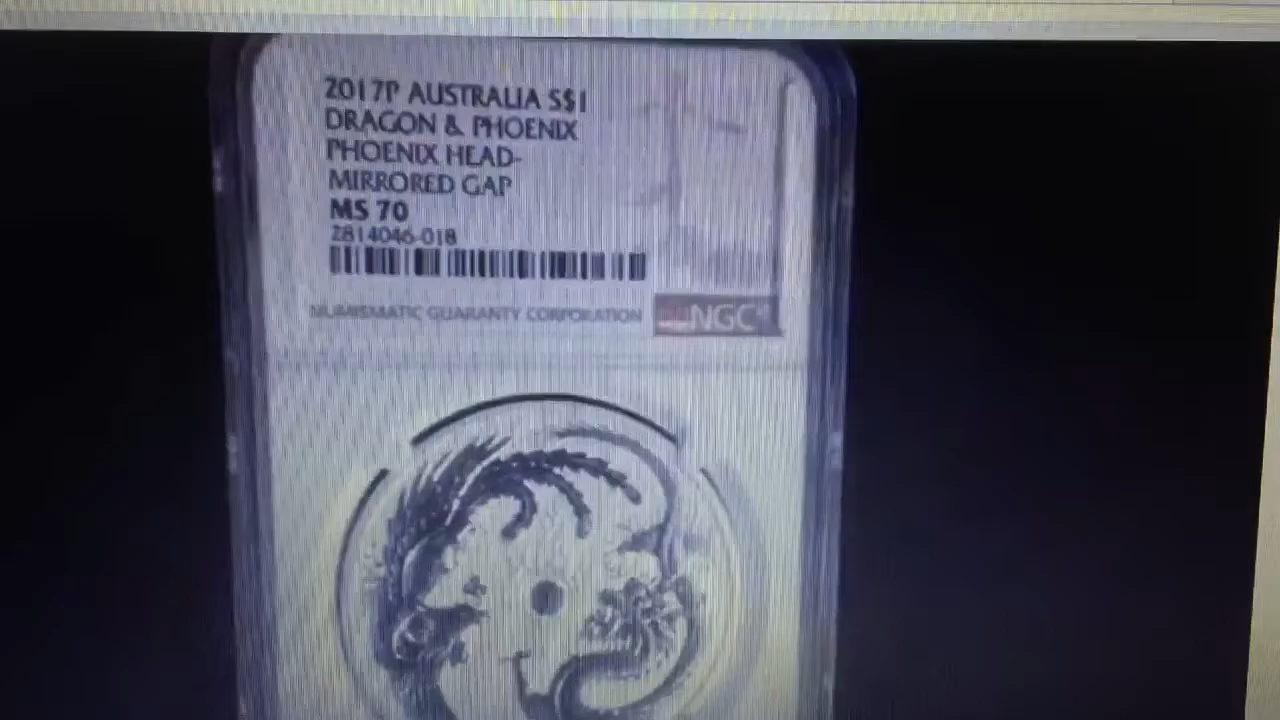 2017P AUSTRALIA S$1
DRAGON & PHOENIX
PHOENIX HEAD-
MIRRORED GAP
MS 70
2814046-018
NUMISMATIC GUARANTY CORPORATION
NGC